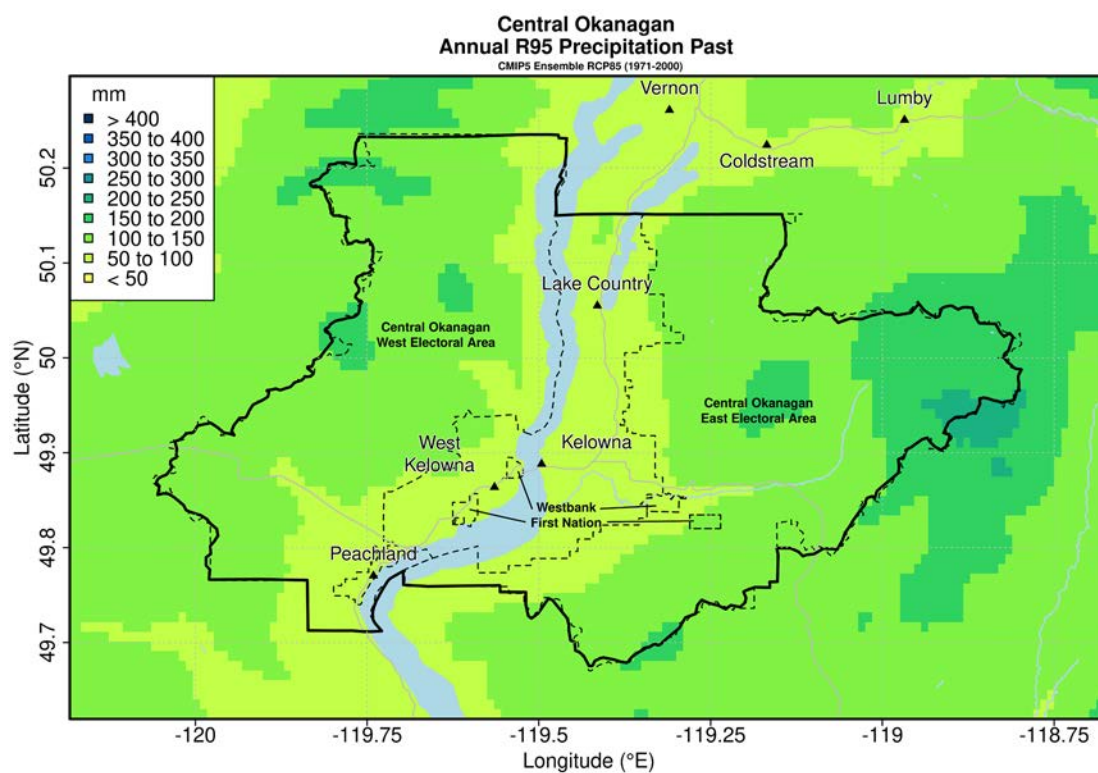 Central Okanagan
Annual R95 Precipitation Past
CMIP5 Ensemble RCP85 (1971-2000)
mm
> 400
350 to 400
300 to 350
250 to 300
200 to 250
150 to 200
100 to 150
50 to 100
< 50
Vernon
Lumby
Coldstream
Lake Country
Central Okanagan
West Electoral Area
Central Okanagan
East Electoral Area
West
Kelowna
Kelowna
Westbank
First Nation
Peachland
50.2
50.1
50
49.9
49.8
49.7
Latitude (°N)
-120
-119.75
-119.5
-119.25
-119
-118.75
Longitude (°E)